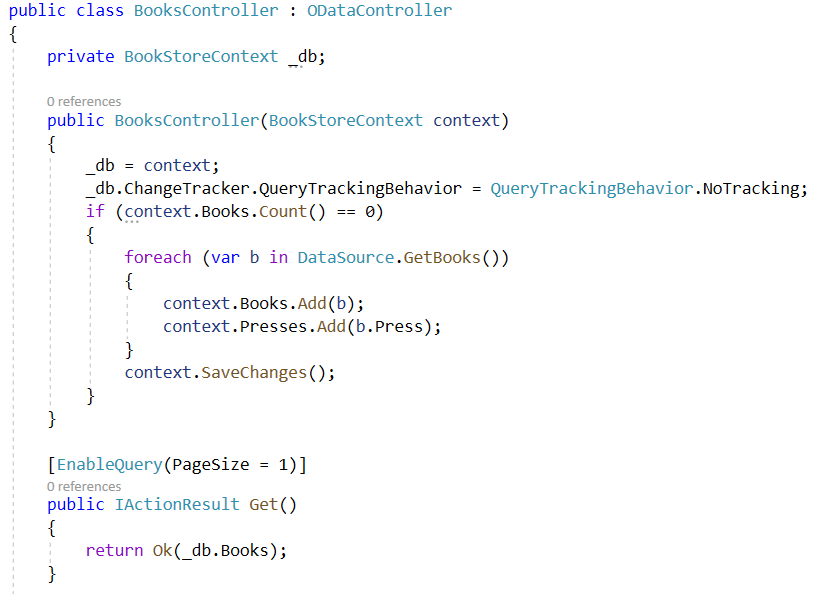 public class BooksController : ODataController
{
private BookStoreContext _db;
0 references
public BooksController(BookStoreContext context)
{
_db = context;
_db.ChangeTracker.QueryTrackingBehavior = QueryTrackingBehavior.NoTracking;
if (context.Books.Count() == 0)
{
foreach (var b in DataSource.GetBooks())
{
context.Books.Add(b);
context.Presses.Add(b.Press);
}
context.SaveChanges();
}
}
[EnableQuery(PageSize = 1)]
0 references
public IActionResult Get()
{
return Ok(_db.Books);
}